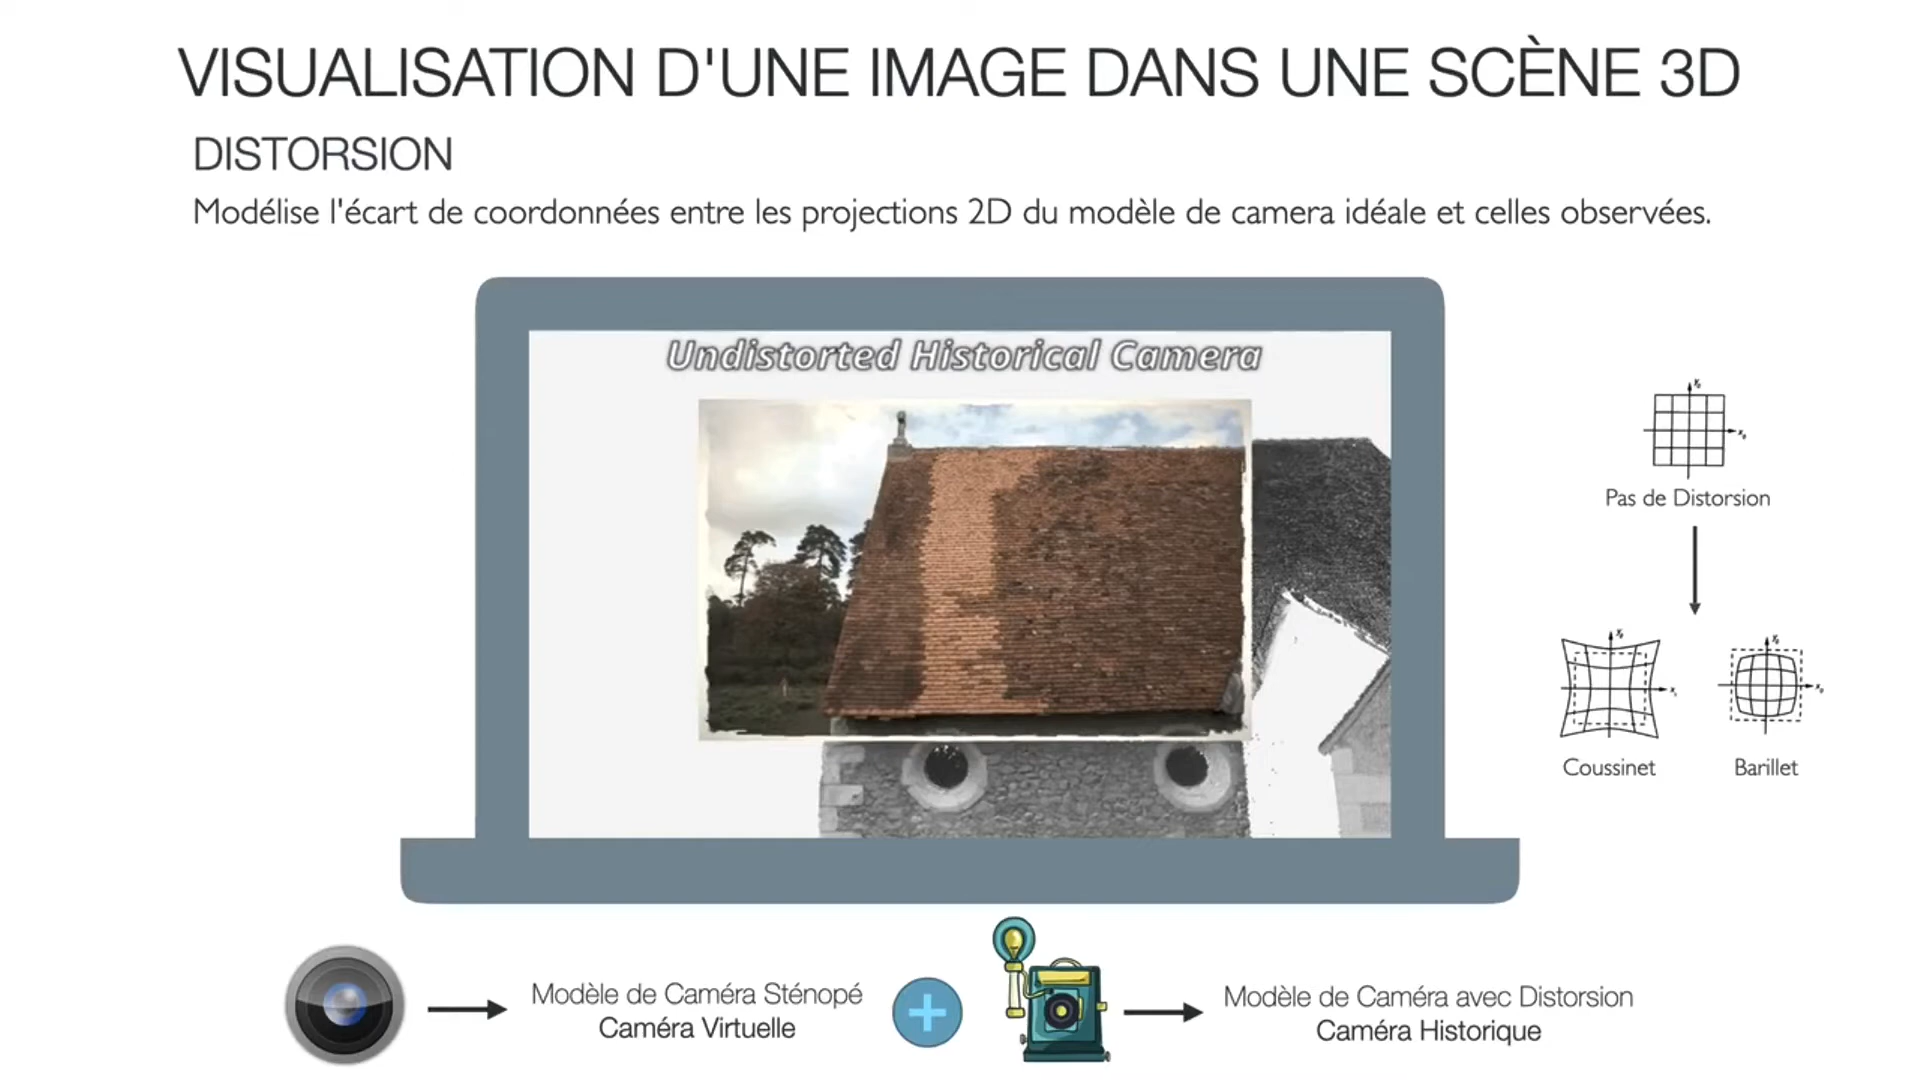 VISUALISATION D'UNE IMAGE DANS UNE SCÈNE 3D
DISTORSION
Modélise l'écart de coordonnées entre les projections 2D du modèle de camera idéale et celles observées.
Undistorted Historical Camera
Pas de Distorsion
Coussinet
Barillet
Modèle de Caméra Sténopé
Caméra Virtuelle
Modèle de Caméra avec Distorsion
Caméra Historique